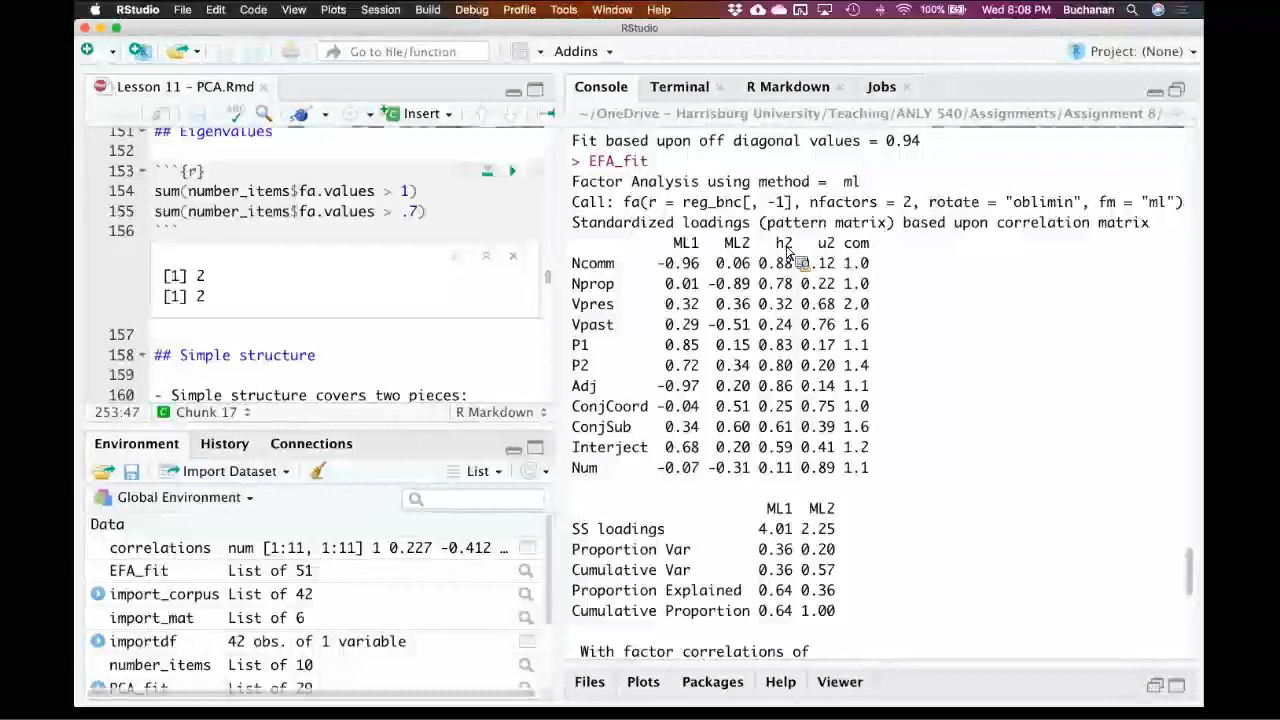 RStudio File Edit Code View Plots Session Build Debug Profile Tools Window Help 100% Wed 8:08 PM Buchanan
RStudio
Go to file/function Addins Project: (None)
Lesson 11 - PCA.Rmd
Insert
151 ## Eigenvalues
152
153 ```{r}
154 sum(number_items$fa.values > 1)
155 sum(number_items$fa.values > .7)
156 ```
[1] 2
[1] 2
157
158 ## Simple structure
159
160 - Simple structure covers two pieces:
253:47 Chunk 17 R Markdown
Environment History Connections
Import Dataset List
Global Environment
Data
correlations num [1:11, 1:11] 1 0.227 -0.412 …
EFA_fit List of 51
import_corpus List of 42
import_mat List of 6
importdf 42 obs. of 1 variable
number_items List of 10
PCA_fit List of 29
Console Terminal R Markdown Jobs
~/OneDrive - Harrisburg University/Teaching/ANLY 540/Assignments/Assignment 8/
Fit based upon off diagonal values = 0.94
> EFA_fit
Factor Analysis using method = ml
Call: fa(r = reg_bnc[, -1], nfactors = 2, rotate = "oblimin", fm = "ml")
Standardized loadings (pattern matrix) based upon correlation matrix
ML1 ML2 h2 u2 com
Ncomm -0.96 0.06 0.88 0.12 1.0
Nprop 0.01 -0.89 0.78 0.22 1.0
Vpres 0.32 0.36 0.32 0.68 2.0
Vpast 0.29 -0.51 0.24 0.76 1.6
P1 0.85 0.15 0.83 0.17 1.1
P2 0.72 0.34 0.80 0.20 1.4
Adj -0.97 0.20 0.86 0.14 1.1
ConjCoord -0.04 0.51 0.25 0.75 1.0
ConjSub 0.34 0.60 0.61 0.39 1.6
Interject 0.68 0.20 0.59 0.41 1.2
Num -0.07 -0.31 0.11 0.89 1.1
ML1 ML2
SS loadings 4.01 2.25
Proportion Var 0.36 0.20
Cumulative Var 0.36 0.57
Proportion Explained 0.64 0.36
Cumulative Proportion 0.64 1.00
With factor correlations of
Files Plots Packages Help Viewer